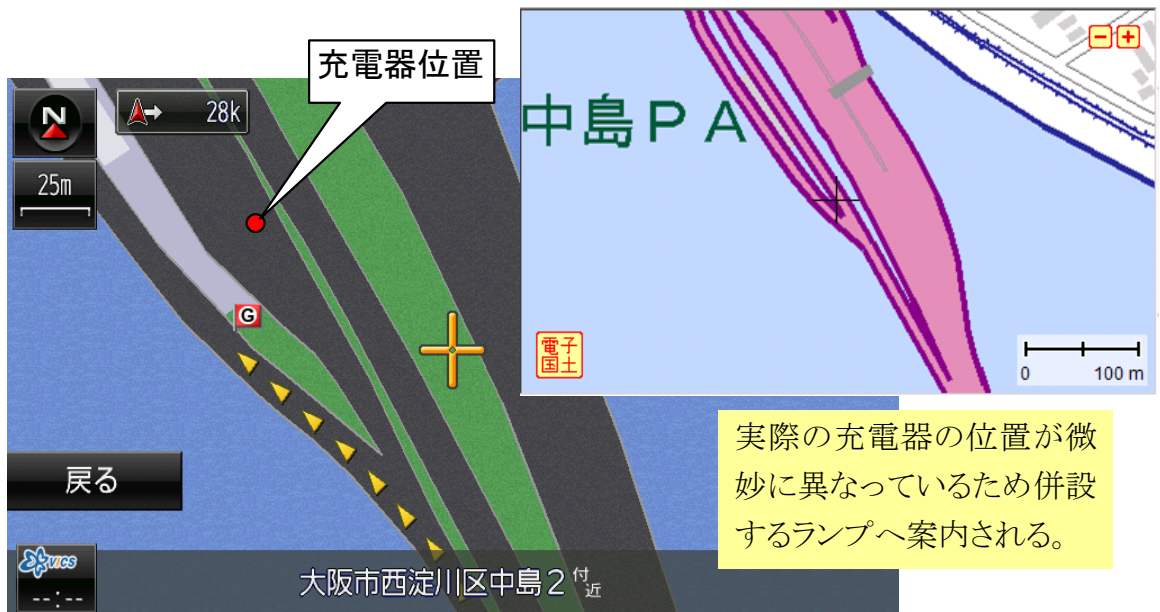 充電器位置
N
28k
25m
G
戻る
VICS
--:--
大阪市西淀川区中島2付近
中島PA
−
+
電子
国土
0 100 m
実際の充電器の位置が微
妙に異なっているため併設
するランプへ案内される。